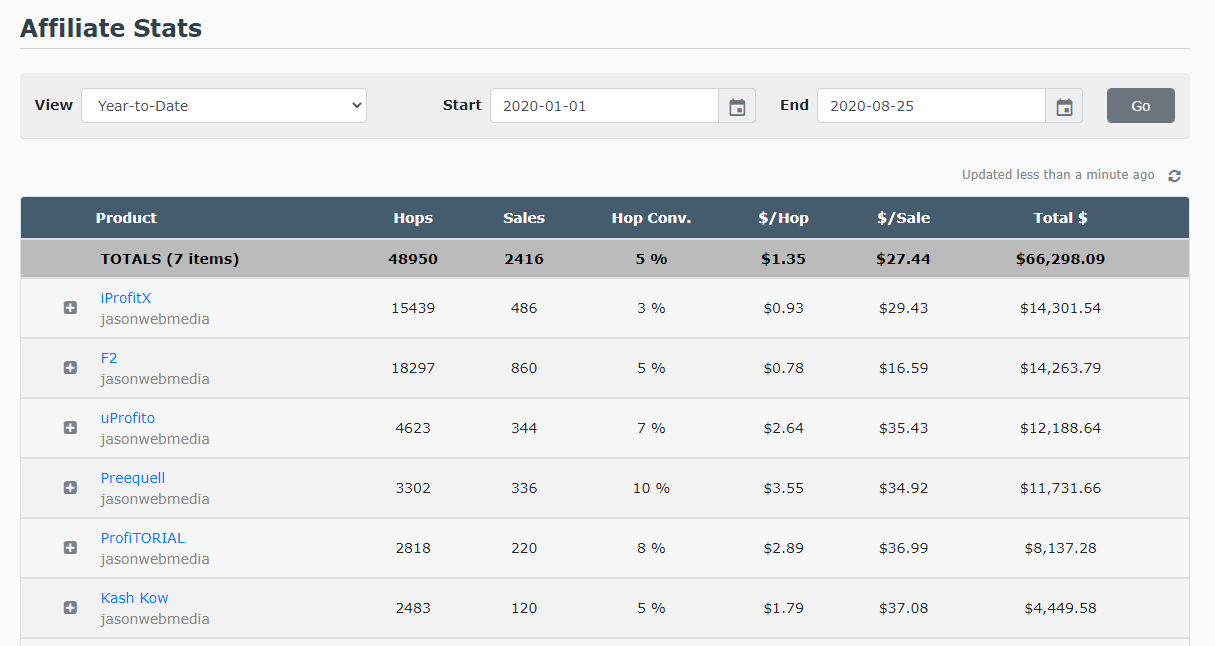 Affiliate Stats
View Year-to-Date Start 2020-01-01 End 2020-08-25 Go
Updated less than a minute ago
Product Hops Sales Hop Conv. $/Hop $/Sale Total $
TOTALS (7 items) 48950 2416 5 % $1.35 $27.44 $66,298.09
iProfitX
jasonwebmedia 15439 486 3 % $0.93 $29.43 $14,301.54
F2
jasonwebmedia 18297 860 5 % $0.78 $16.59 $14,263.79
uProfito
jasonwebmedia 4623 344 7 % $2.64 $35.43 $12,188.64
Preequell
jasonwebmedia 3302 336 10 % $3.55 $34.92 $11,731.66
ProfiTORIAL
jasonwebmedia 2818 220 8 % $2.89 $36.99 $8,137.28
Kash Kow
jasonwebmedia 2483 120 5 % $1.79 $37.08 $4,449.58